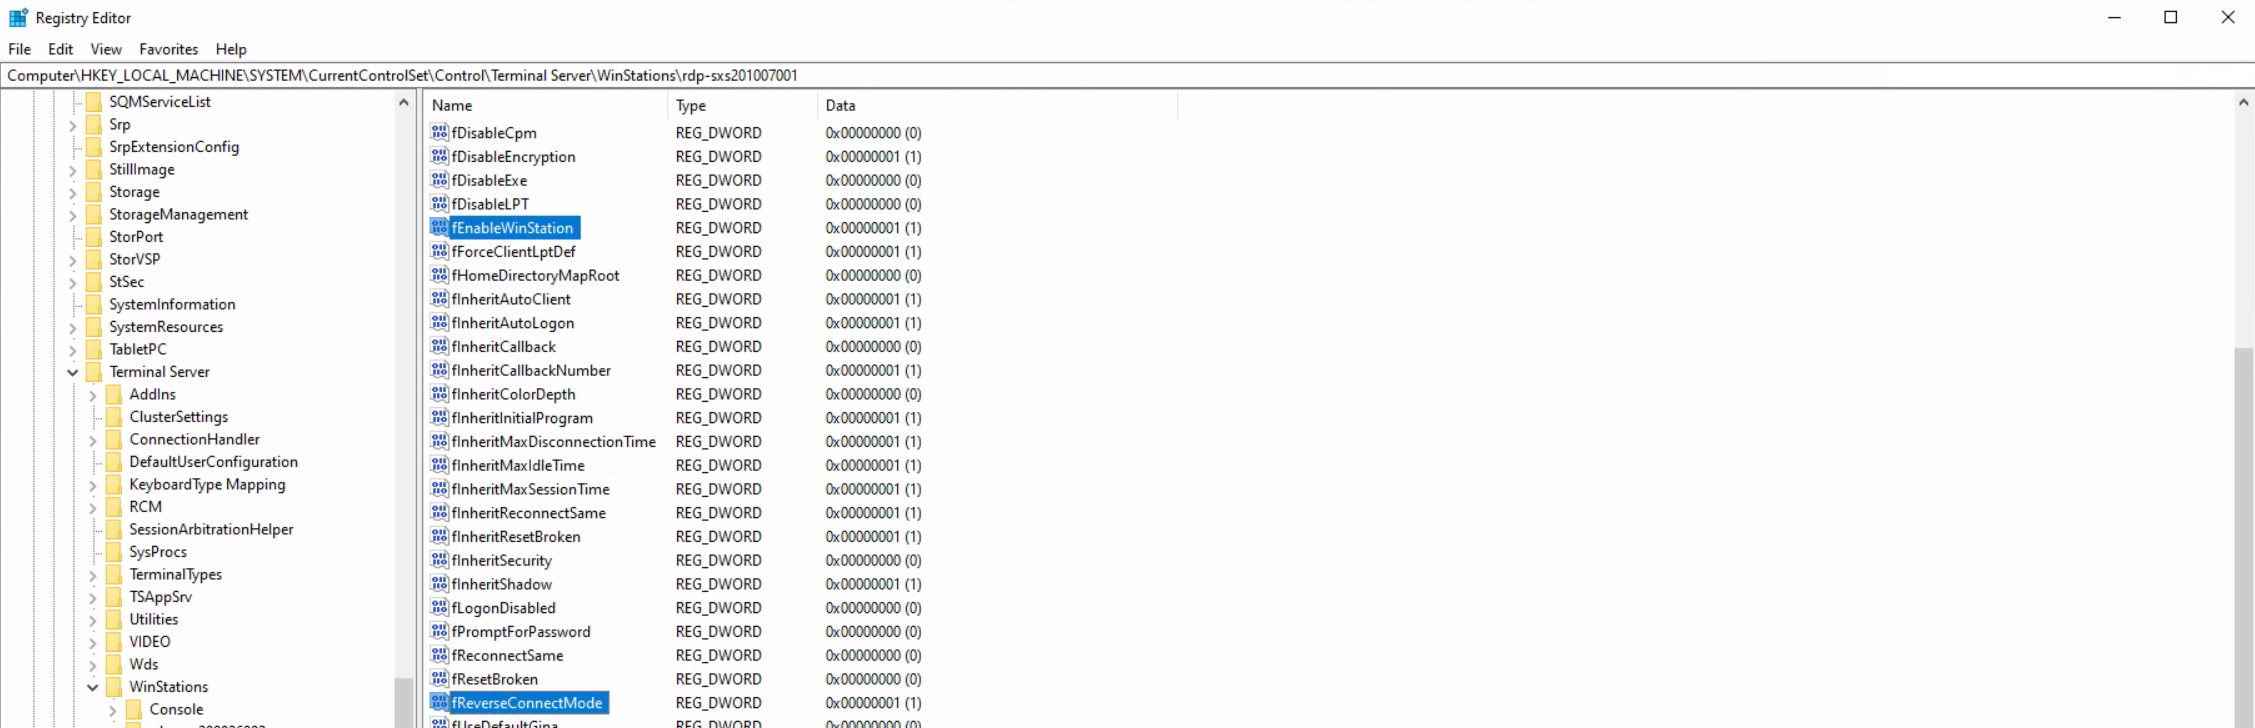 Registry Editor
File Edit View Favorites Help
Computer\HKEY_LOCAL_MACHINE\SYSTEM\CurrentControlSet\Control\Terminal Server\WinStations\rdp-sxs201007001
SQMServiceList
Srp
SrpExtensionConfig
StillImage
Storage
StorageManagement
StorPort
StorVSP
StSec
SystemInformation
SystemResources
TabletPC
Terminal Server
AddIns
ClusterSettings
ConnectionHandler
DefaultUserConfiguration
KeyboardType Mapping
RCM
SessionArbitrationHelper
SysProcs
TerminalTypes
TSAppSrv
Utilities
VIDEO
Wds
WinStations
Console
Name Type Data
fDisableCpm REG_DWORD 0x00000000 (0)
fDisableEncryption REG_DWORD 0x00000001 (1)
fDisableExe REG_DWORD 0x00000000 (0)
fDisableLPT REG_DWORD 0x00000000 (0)
fEnableWinStation REG_DWORD 0x00000001 (1)
fForceClientLptDef REG_DWORD 0x00000001 (1)
fHomeDirectoryMapRoot REG_DWORD 0x00000000 (0)
fInheritAutoClient REG_DWORD 0x00000001 (1)
fInheritAutoLogon REG_DWORD 0x00000001 (1)
fInheritCallback REG_DWORD 0x00000000 (0)
fInheritCallbackNumber REG_DWORD 0x00000001 (1)
fInheritColorDepth REG_DWORD 0x00000000 (0)
fInheritInitialProgram REG_DWORD 0x00000001 (1)
fInheritMaxDisconnectionTime REG_DWORD 0x00000001 (1)
fInheritMaxIdleTime REG_DWORD 0x00000001 (1)
fInheritMaxSessionTime REG_DWORD 0x00000001 (1)
fInheritReconnectSame REG_DWORD 0x00000001 (1)
fInheritResetBroken REG_DWORD 0x00000001 (1)
fInheritSecurity REG_DWORD 0x00000000 (0)
fInheritShadow REG_DWORD 0x00000001 (1)
fLogonDisabled REG_DWORD 0x00000000 (0)
fPromptForPassword REG_DWORD 0x00000000 (0)
fReconnectSame REG_DWORD 0x00000000 (0)
fResetBroken REG_DWORD 0x00000000 (0)
fReverseConnectMode REG_DWORD 0x00000001 (1)
fUseDefaultGina REG_DWORD 0x00000000 (0)